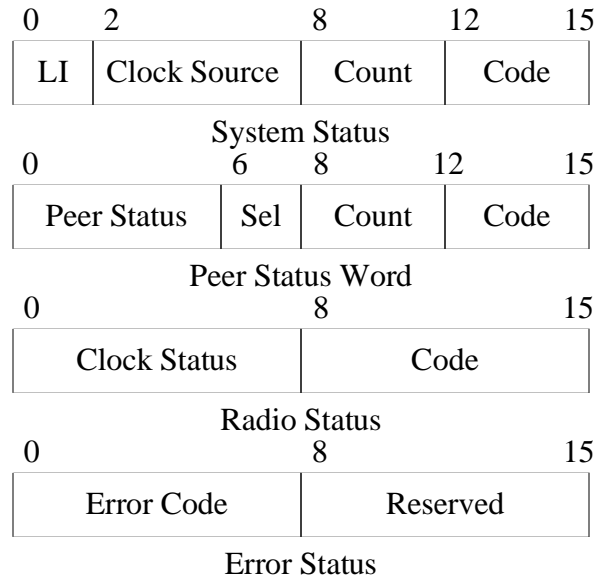 0 2 8 12 15
LI Clock Source Count Code
System Status
0 6 8 12 15
Peer Status Sel Count Code
Peer Status Word
0 8 15
Clock Status Code
Radio Status
0 8 15
Error Code Reserved
Error Status